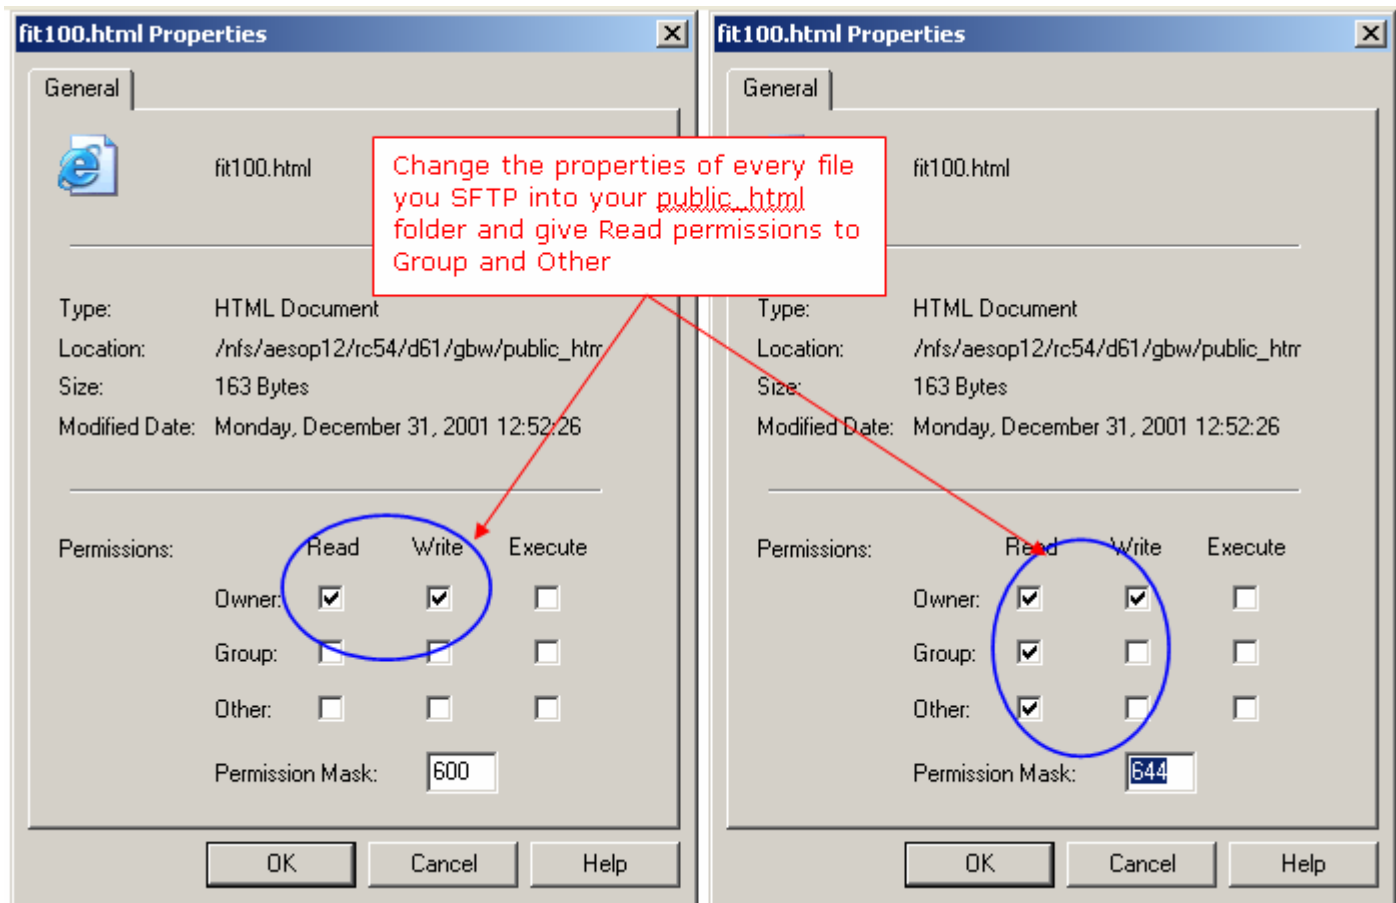 fit100.html Properties
General
fit100.html
Type: HTML Document
Location: /nfs/aesop12/rc54/d61/gbw/public_htm
Size: 163 Bytes
Modified Date: Monday, December 31, 2001 12:52:26
Permissions: Read Write Execute
Owner:
Group:
Other:
Permission Mask: 600
OK Cancel Help
Change the properties of every file
you SFTP into your public_html
folder and give Read permissions to
Group and Other
fit100.html Properties
General
fit100.html
Type: HTML Document
Location: /nfs/aesop12/rc54/d61/gbw/public_htm
Size: 163 Bytes
Modified Date: Monday, December 31, 2001 12:52:26
Permissions: Read Write Execute
Owner:
Group:
Other:
Permission Mask: 644
OK Cancel Help